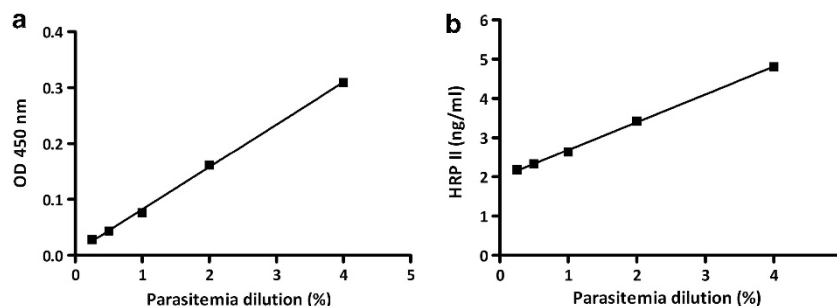 a
OD 450 nm
0.4
0.3
0.2
0.1
0.0
0 1 2 3 4 5
Parasitemia dilution (%)
b
HRP II (ng/ml)
6
5
4
3
2
1
0
0 1 2 3 4 5
Parasitemia dilution (%)